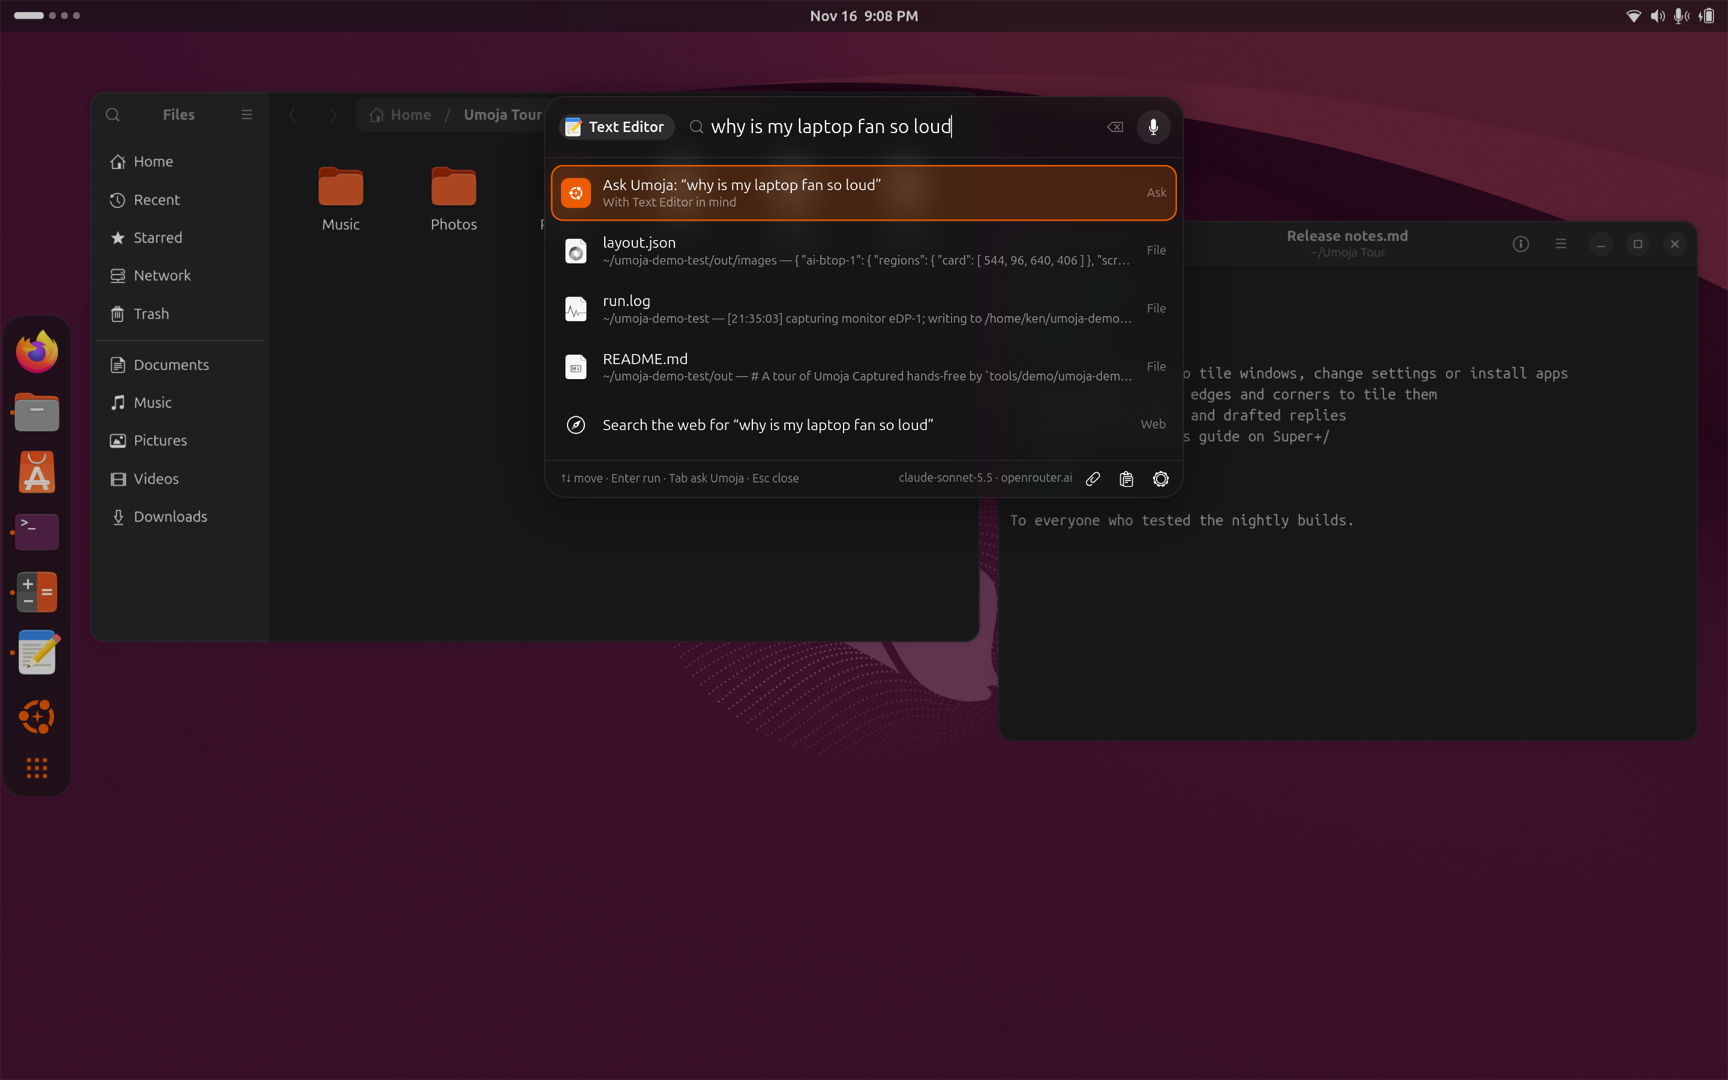 Nov 16 9:08 PM
Files
Home / Umoja Tour
Home
Recent
Starred
Network
Trash
Documents
Music
Pictures
Videos
Downloads
Music
Photos
Text Editor
why is my laptop fan so loud
Ask Umoja: “why is my laptop fan so loud”
With Text Editor in mind
Ask
layout.json
~/umoja-demo-test/out/images — { "ai-btop-1": { "regions": { "card": [ 544, 96, 640, 406 ] }, "scr…
File
run.log
~/umoja-demo-test — [21:35:03] capturing monitor eDP-1; writing to /home/ken/umoja-demo…
File
README.md
~/umoja-demo-test/out — # A tour of Umoja Captured hands-free by `tools/demo/umoja-dem…
File
Search the web for “why is my laptop fan so loud”
Web
↑↓ move · Enter run · Tab ask Umoja · Esc close
claude-sonnet-5.5 · openrouter.ai
Release notes.md
~/Umoja Tour
tile windows, change settings or install apps
edges and corners to tile them
and drafted replies
guide on Super+/
To everyone who tested the nightly builds.